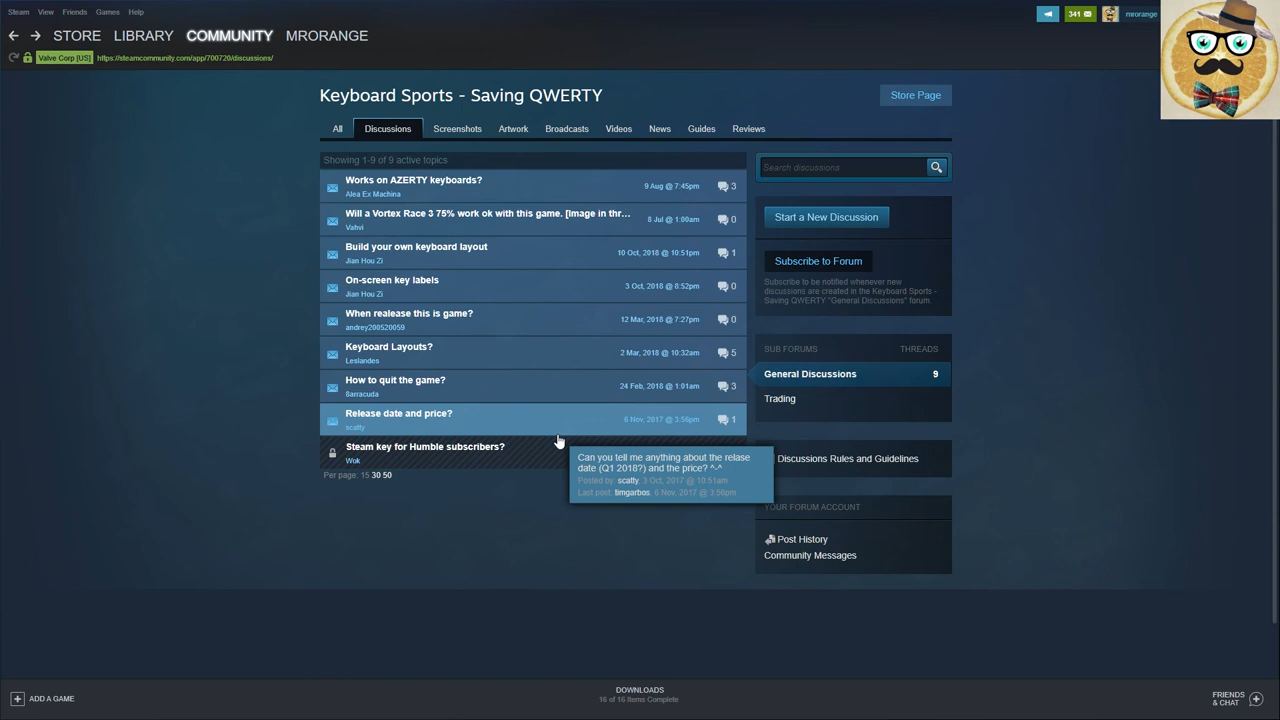 Steam View Friends Games Help
341
mrorange
STORE LIBRARY COMMUNITY MRORANGE
Valve Corp [US] https://steamcommunity.com/app/700720/discussions/
Keyboard Sports - Saving QWERTY
Store Page
All Discussions Screenshots Artwork Broadcasts Videos News Guides Reviews
Showing 1-9 of 9 active topics
Works on AZERTY keyboards?
Alea Ex Machina
9 Aug @ 7:45pm
3
Will a Vortex Race 3 75% work ok with this game. [Image in thr...
Vahvi
8 Jul @ 1:00am
0
Build your own keyboard layout
Jian Hou Zi
10 Oct, 2018 @ 10:51pm
1
On-screen key labels
Jian Hou Zi
3 Oct, 2018 @ 8:52pm
0
When realease this is game?
andrey200520059
12 Mar, 2018 @ 7:27pm
0
Keyboard Layouts?
Leslandes
2 Mar, 2018 @ 10:32am
5
How to quit the game?
8arracuda
24 Feb, 2018 @ 1:01am
3
Release date and price?
scatty
6 Nov, 2017 @ 3:56pm
1
Steam key for Humble subscribers?
Wok
Per page: 15 30 50
Can you tell me anything about the relase
date (Q1 2018?) and the price? ^-^
Posted by: scatty, 3 Oct, 2017 @ 10:51am
Last post: timgarbos, 6 Nov, 2017 @ 3:56pm
Search discussions
Start a New Discussion
Subscribe to Forum
Subscribe to be notified whenever new
discussions are created in the Keyboard Sports -
Saving QWERTY "General Discussions" forum.
SUB FORUMS THREADS
General Discussions 9
Trading
Discussions Rules and Guidelines
YOUR FORUM ACCOUNT
Post History
Community Messages
ADD A GAME
DOWNLOADS
16 of 16 Items Complete
FRIENDS
& CHAT